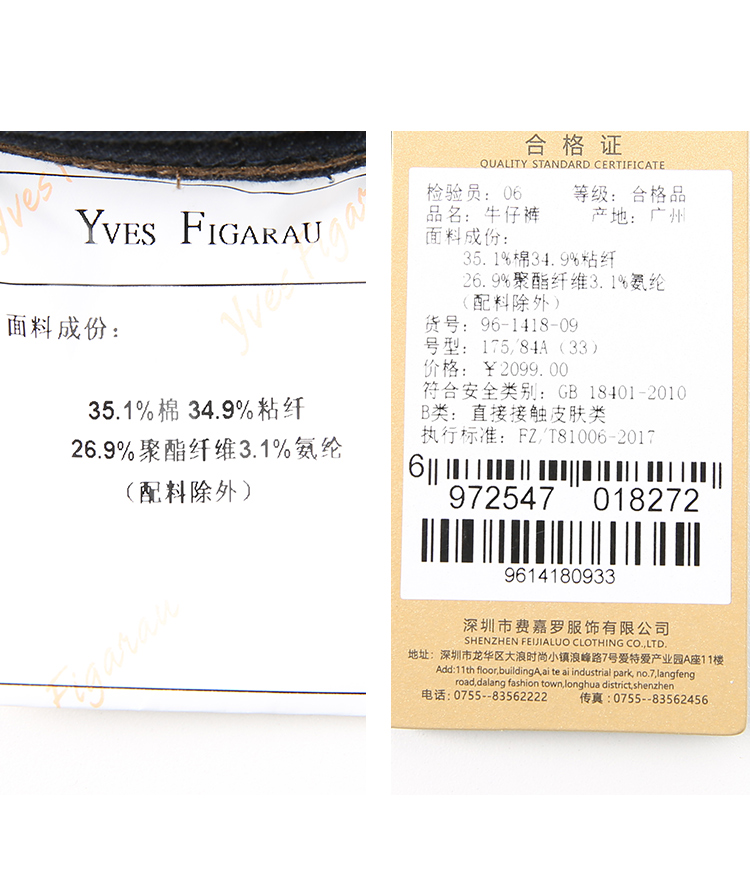 YVES FIGARAU
yves
Yves Figarau
面料成份：
35.1%棉 34.9%粘纤
26.9%聚酯纤维3.1%氨纶
（配料除外）
Figarau
合格证
QUALITY STANDARD CERTIFICATE
检验员：06 等级：合格品
品名：牛仔裤 产地：广州
面料成份：
35.1%棉34.9%粘纤
26.9%聚酯纤维3.1%氨纶
（配料除外）
货号：96-1418-09
号型：175/84A（33）
价格：￥2099.00
符合安全类别：GB 18401-2010
B类：直接接触皮肤类
执行标准：FZ/T81006-2017
6 972547 018272
9614180933
深圳市费嘉罗服饰有限公司
SHENZHEN FEIJIALUO CLOTHING CO.,LTD.
地址：深圳市龙华区大浪时尚小镇浪峰路7号爱特爱产业园A座11楼
Add:11th floor,buildingA,ai te ai industrial park, no.7,langfeng
road,dalang fashion town,longhua district,shenzhen
电话：0755--83562222 传真：0755--83562456